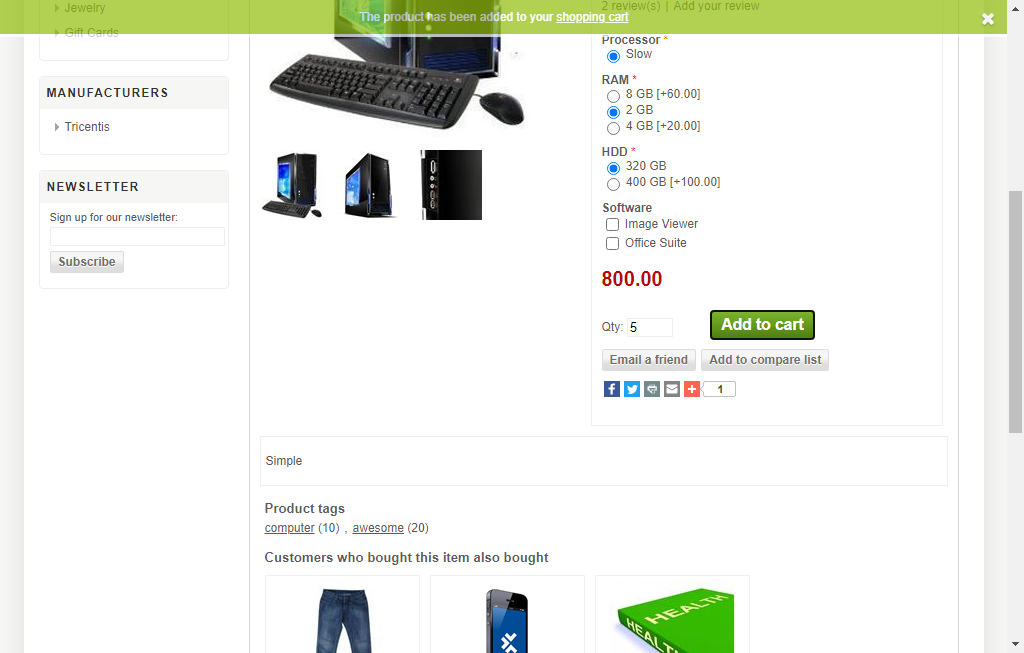 Jewelry
Gift Cards
The product has been added to your shopping cart
2 review(s) | Add your review
MANUFACTURERS
Tricentis
NEWSLETTER
Sign up for our newsletter:
Subscribe
Processor *
Slow
RAM *
8 GB [+60.00]
2 GB
4 GB [+20.00]
HDD *
320 GB
400 GB [+100.00]
Software
Image Viewer
Office Suite
800.00
Qty: 5
Add to cart
Email a friend
Add to compare list
1
Simple
Product tags
computer (10) , awesome (20)
Customers who bought this item also bought
HEALTH
HEALTH